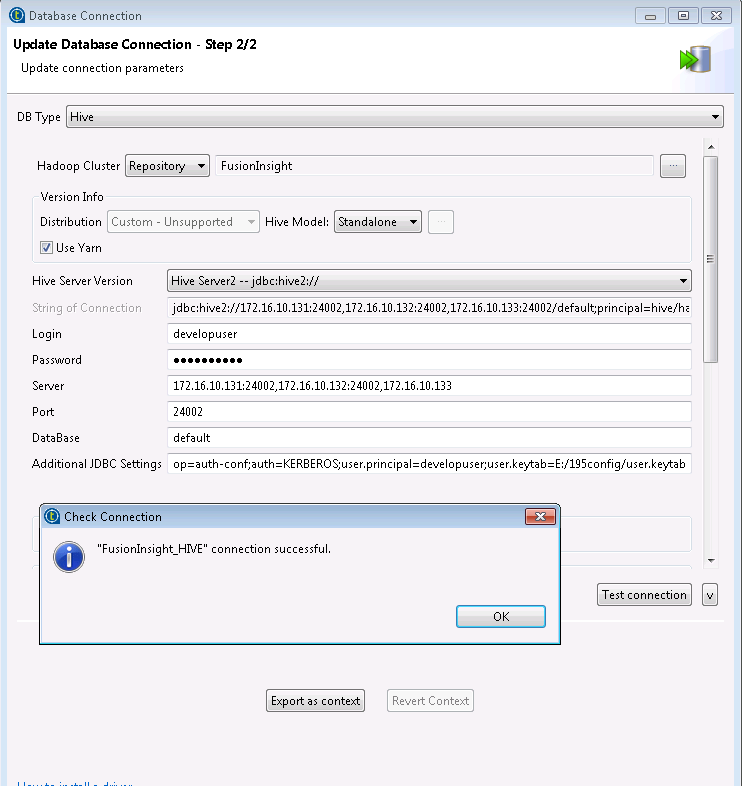 Database Connection
Update Database Connection - Step 2/2
Update connection parameters
DB Type Hive
Hadoop Cluster Repository FusionInsight ...
Version Info
Distribution Custom - Unsupported Hive Model: Standalone ...
Use Yarn
Hive Server Version Hive Server2 -- jdbc:hive2://
String of Connection jdbc:hive2://172.16.10.131:24002,172.16.10.132:24002,172.16.10.133:24002/default;principal=hive/ha
Login developuser
Password ●●●●●●●●●●
Server 172.16.10.131:24002,172.16.10.132:24002,172.16.10.133
Port 24002
DataBase default
Additional JDBC Settings op=auth-conf;auth=KERBEROS;user.principal=developuser;user.keytab=E:/195config/user.keytab
Check Connection
"FusionInsight_HIVE" connection successful.
OK
Test connection v
Export as context Revert Context
How to install a driver